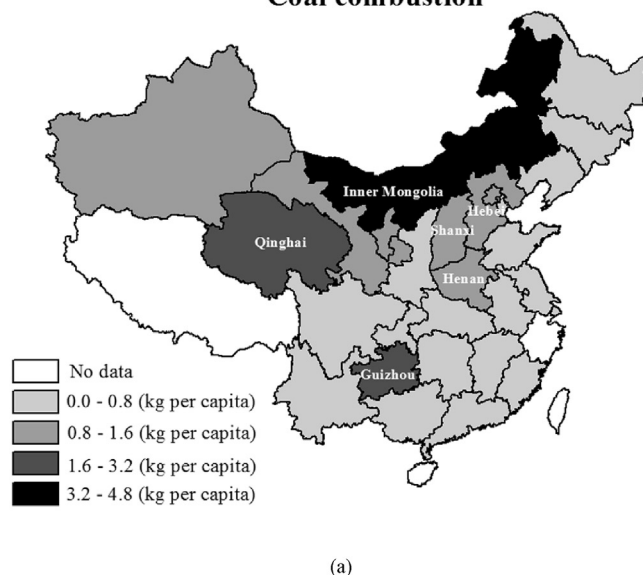 Coal combustion
Inner Mongolia
Hebei
Shanxi
Qinghai
Henan
Guizhou
No data
0.0 - 0.8 (kg per capita)
0.8 - 1.6 (kg per capita)
1.6 - 3.2 (kg per capita)
3.2 - 4.8 (kg per capita)
(a)